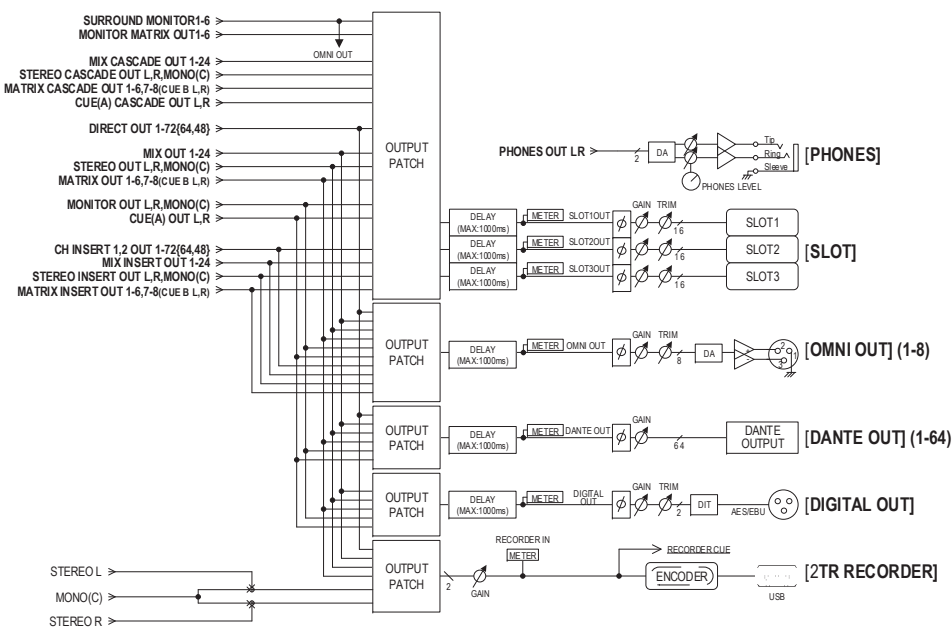 SURROUND MONITOR1-6
MONITOR MATRIX OUT1-6
OMNI OUT
MIX CASCADE OUT 1-24
STEREO CASCADE OUT L,R,MONO(C)
MATRIX CASCADE OUT 1-6,7-8(CUE B L,R)
CUE(A) CASCADE OUT L,R
DIRECT OUT 1-72{64,48}
MIX OUT 1-24
STEREO OUT L,R,MONO(C)
MATRIX OUT 1-6,7-8(CUE B L,R)
MONITOR OUT L,R,MONO(C)
CUE(A) OUT L,R
CH INSERT 1,2 OUT 1-72{64,48}
MIX INSERT OUT 1-24
STEREO INSERT OUT L,R,MONO(C)
MATRIX INSERT OUT 1-6,7-8(CUE B L,R)
OUTPUT PATCH
PHONES OUT LR
2
DA
PHONES LEVEL
Tip
Ring
Sleeve
[PHONES]
GAIN TRIM
DELAY (MAX:1000ms) METER SLOT1OUT ϕ 16 SLOT1
DELAY (MAX:1000ms) METER SLOT2OUT ϕ 16 SLOT2
DELAY (MAX:1000ms) METER SLOT3OUT ϕ 16 SLOT3
[SLOT]
OUTPUT PATCH
DELAY (MAX:1000ms)
METER OMNI OUT
ϕ
GAIN TRIM
8
DA
+
-
2
1
3
[OMNI OUT] (1-8)
OUTPUT PATCH
DELAY (MAX:1000ms)
METER DANTE OUT
ϕ
GAIN
64
DANTE OUTPUT
[DANTE OUT] (1-64)
OUTPUT PATCH
DELAY (MAX:1000ms)
METER DIGITAL OUT
ϕ
GAIN TRIM
2
DIT
AES/EBU
[DIGITAL OUT]
STEREO L
MONO(C)
STEREO R
OUTPUT PATCH
2
GAIN
RECORDER IN
METER
RECORDER CUE
ENCODER
USB
[2TR RECORDER]